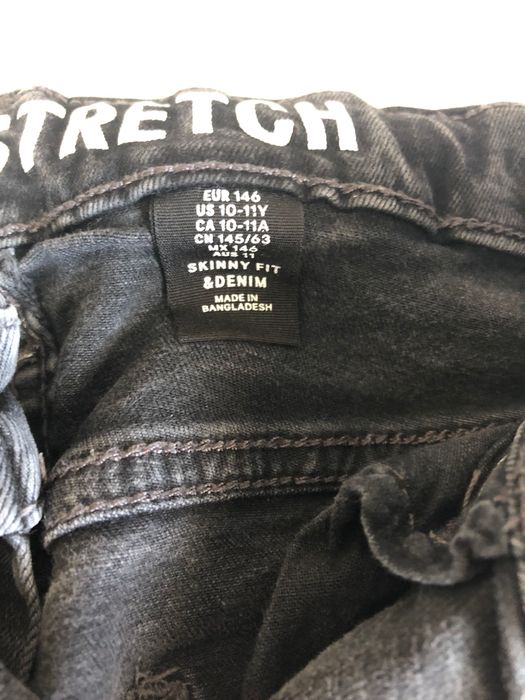 STRETCH
EUR 146
US 10-11Y
CA 10-11A
CN 145/63
MX 146
AUS 11
SKINNY FIT
&DENIM
MADE IN
BANGLADESH